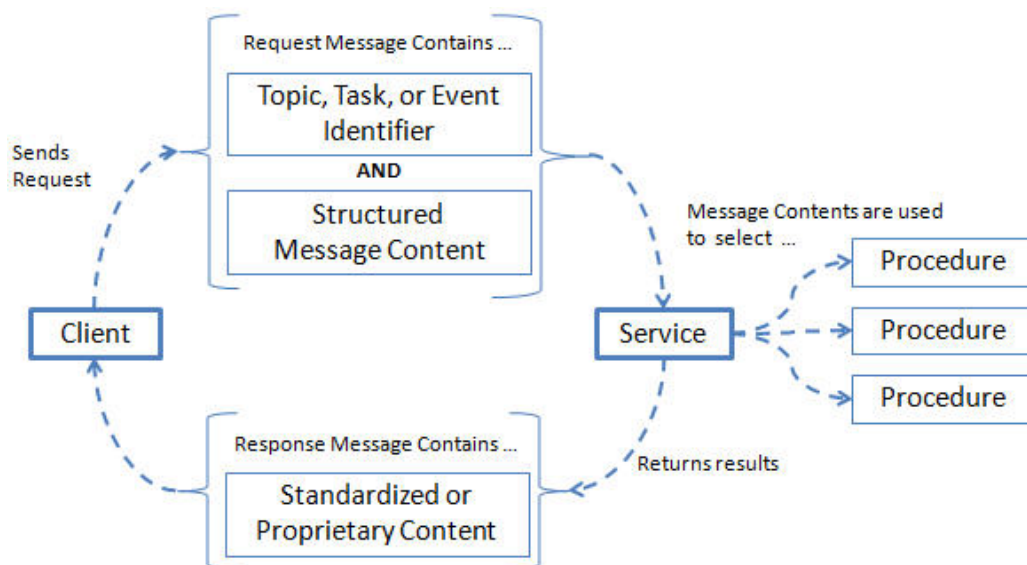 Request Message Contains ...
Topic, Task, or Event
Identifier
AND
Structured
Message Content
Sends
Request
Message Contents are used
to select ...
Procedure
Procedure
Procedure
Client
Service
Response Message Contains ...
Standardized or
Proprietary Content
Returns results